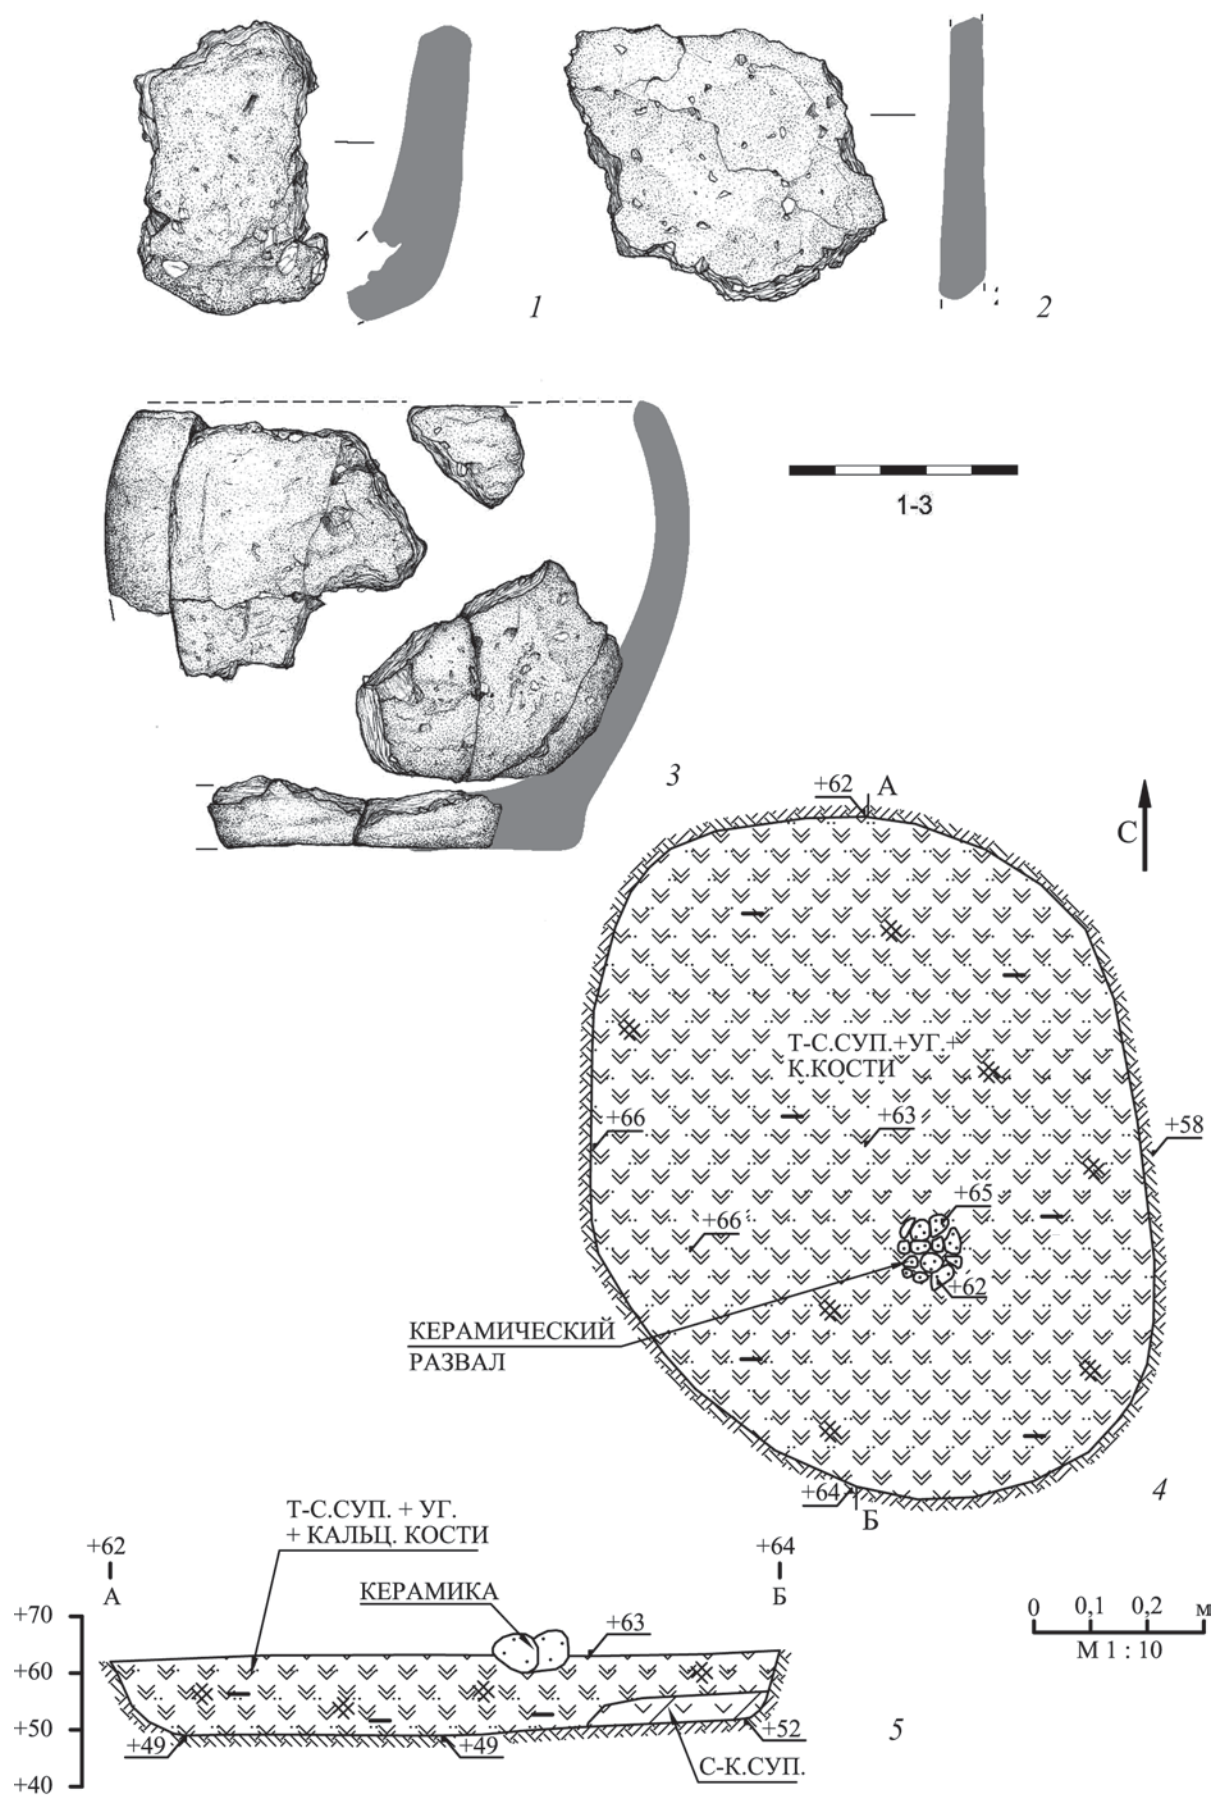 1
2
1-3
3
+62
А
С
Т-С.СУП.+УГ.+
К.КОСТИ
+66
+63
+58
+65
+66
+62
КЕРАМИЧЕСКИЙ
РАЗВАЛ
+64
Б
4
Т-С.СУП. + УГ.
+ КАЛЬЦ. КОСТИ
+62
А
+64
Б
КЕРАМИКА
+63
+70
+60
+50
+40
+49
+49
+52
С-К.СУП.
5
0 0,1 0,2 м
М 1 : 10